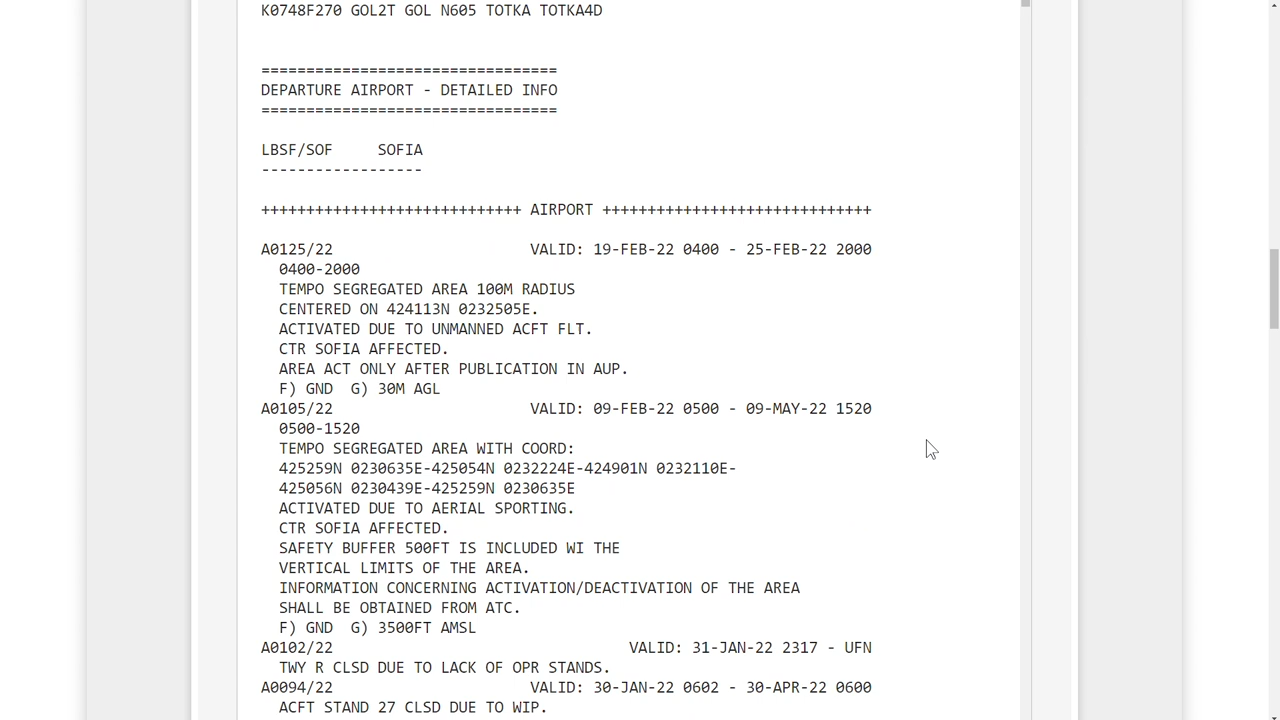 K0748F270 GOL2T GOL N605 TOTKA TOTKA4D
=================================
DEPARTURE AIRPORT - DETAILED INFO
=================================
LBSF/SOF     SOFIA
------------------
+++++++++++++++++++++++++++++ AIRPORT ++++++++++++++++++++++++++++++
A0125/22                      VALID: 19-FEB-22 0400 - 25-FEB-22 2000
0400-2000
TEMPO SEGREGATED AREA 100M RADIUS
CENTERED ON 424113N 0232505E.
ACTIVATED DUE TO UNMANNED ACFT FLT.
CTR SOFIA AFFECTED.
AREA ACT ONLY AFTER PUBLICATION IN AUP.
F) GND  G) 30M AGL
A0105/22                      VALID: 09-FEB-22 0500 - 09-MAY-22 1520
0500-1520
TEMPO SEGREGATED AREA WITH COORD:
425259N 0230635E-425054N 0232224E-424901N 0232110E-
425056N 0230439E-425259N 0230635E
ACTIVATED DUE TO AERIAL SPORTING.
CTR SOFIA AFFECTED.
SAFETY BUFFER 500FT IS INCLUDED WI THE
VERTICAL LIMITS OF THE AREA.
INFORMATION CONCERNING ACTIVATION/DEACTIVATION OF THE AREA
SHALL BE OBTAINED FROM ATC.
F) GND  G) 3500FT AMSL
A0102/22                                 VALID: 31-JAN-22 2317 - UFN
TWY R CLSD DUE TO LACK OF OPR STANDS.
A0094/22                      VALID: 30-JAN-22 0602 - 30-APR-22 0600
ACFT STAND 27 CLSD DUE TO WIP.